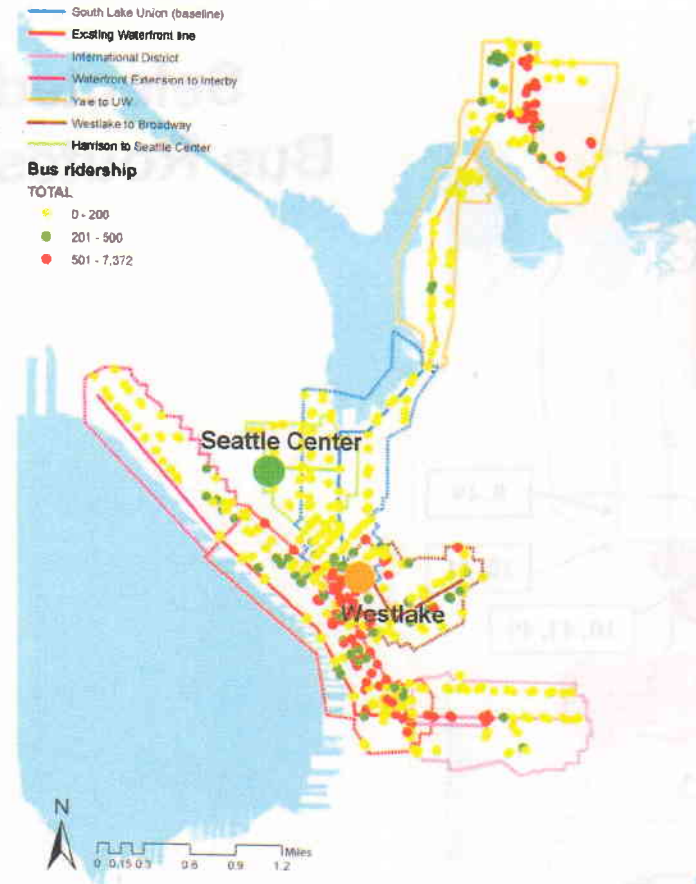 South Lake Union (baseline)
Existing Waterfront line
International District
Waterfront Extension to Interby
Yale to UW
Westlake to Broadway
Harrison to Seattle Center
Bus ridership
TOTAL
0 - 200
201 - 500
501 - 7,372
Seattle Center
Westlake
N
Miles
0 0.15 0.3 0.6 0.9 1.2